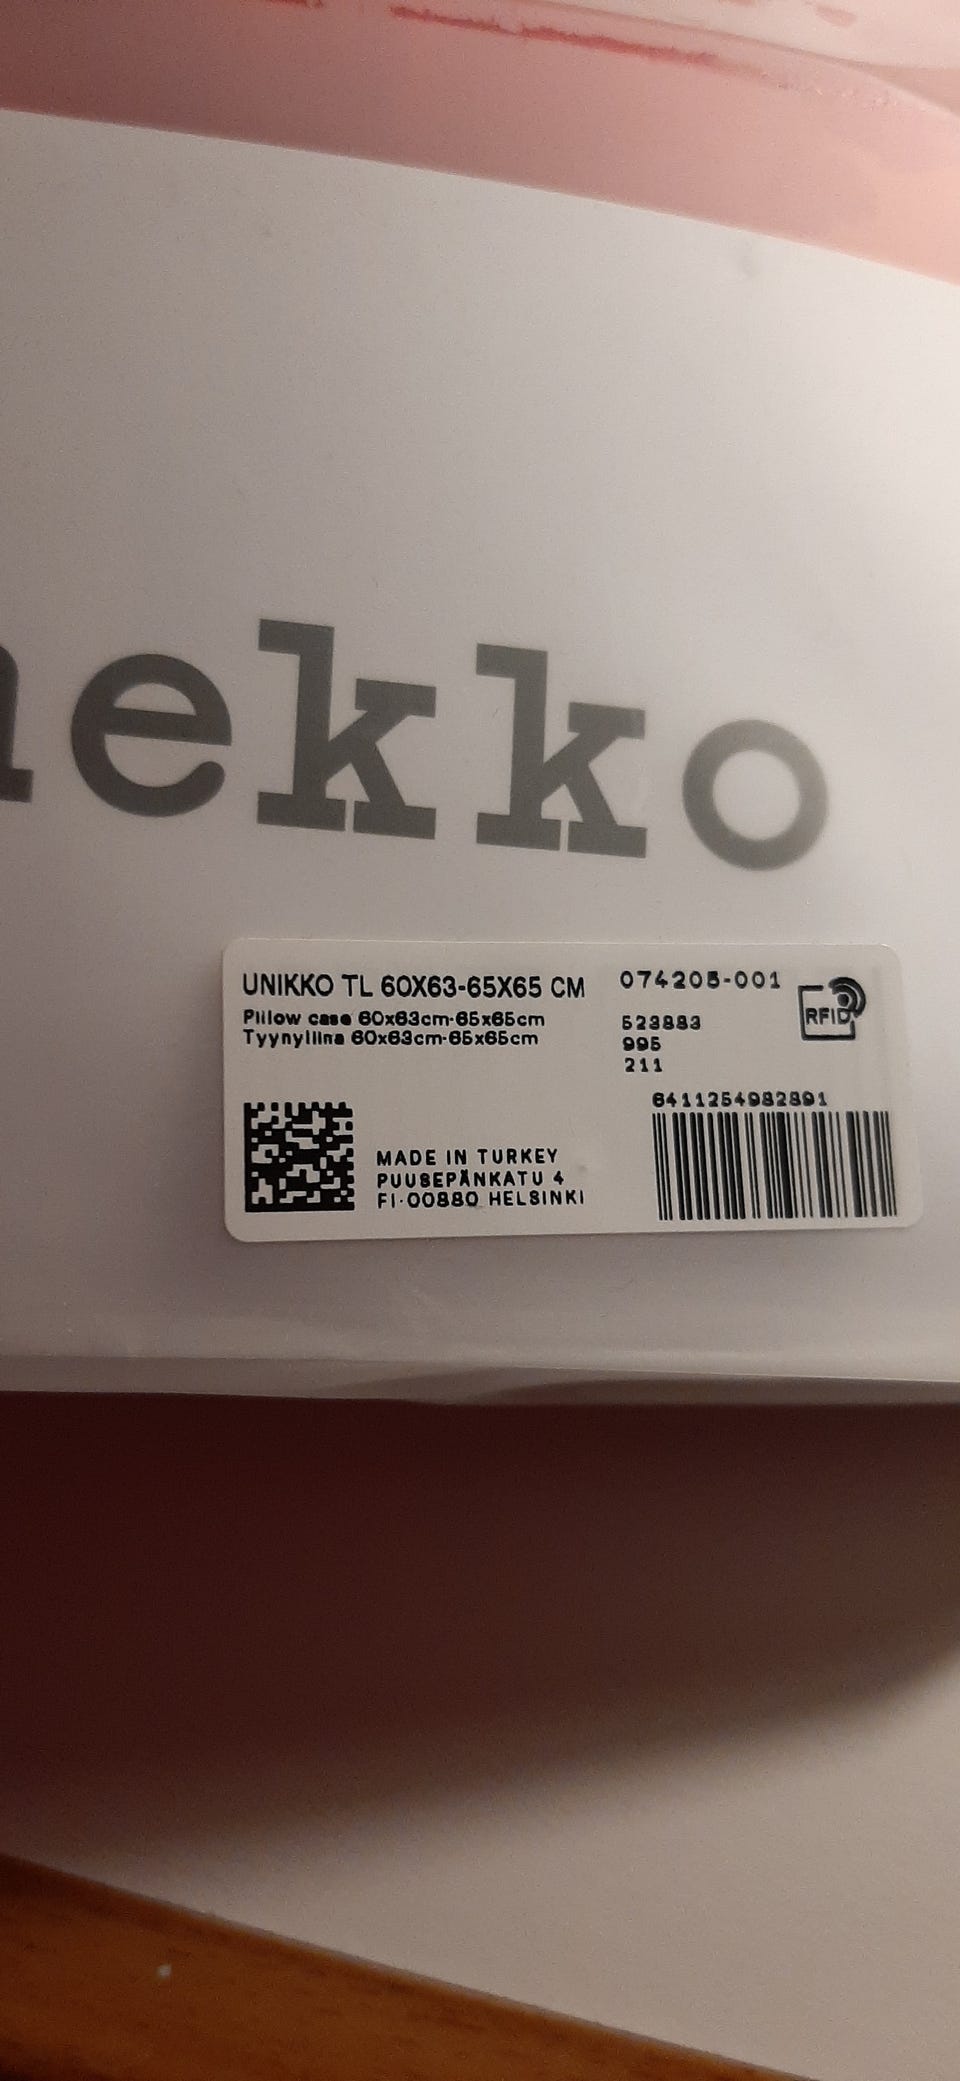 ekko
UNIKKO TL 60X63-65X65 CM
Pillow case 60x63cm-65x65cm
Tyynyliina 60x63cm-65x65cm
074205-001
523883
995
211
RFID
6411254982891
MADE IN TURKEY
PUUSEPÄNKATU 4
FI-00880 HELSINKI